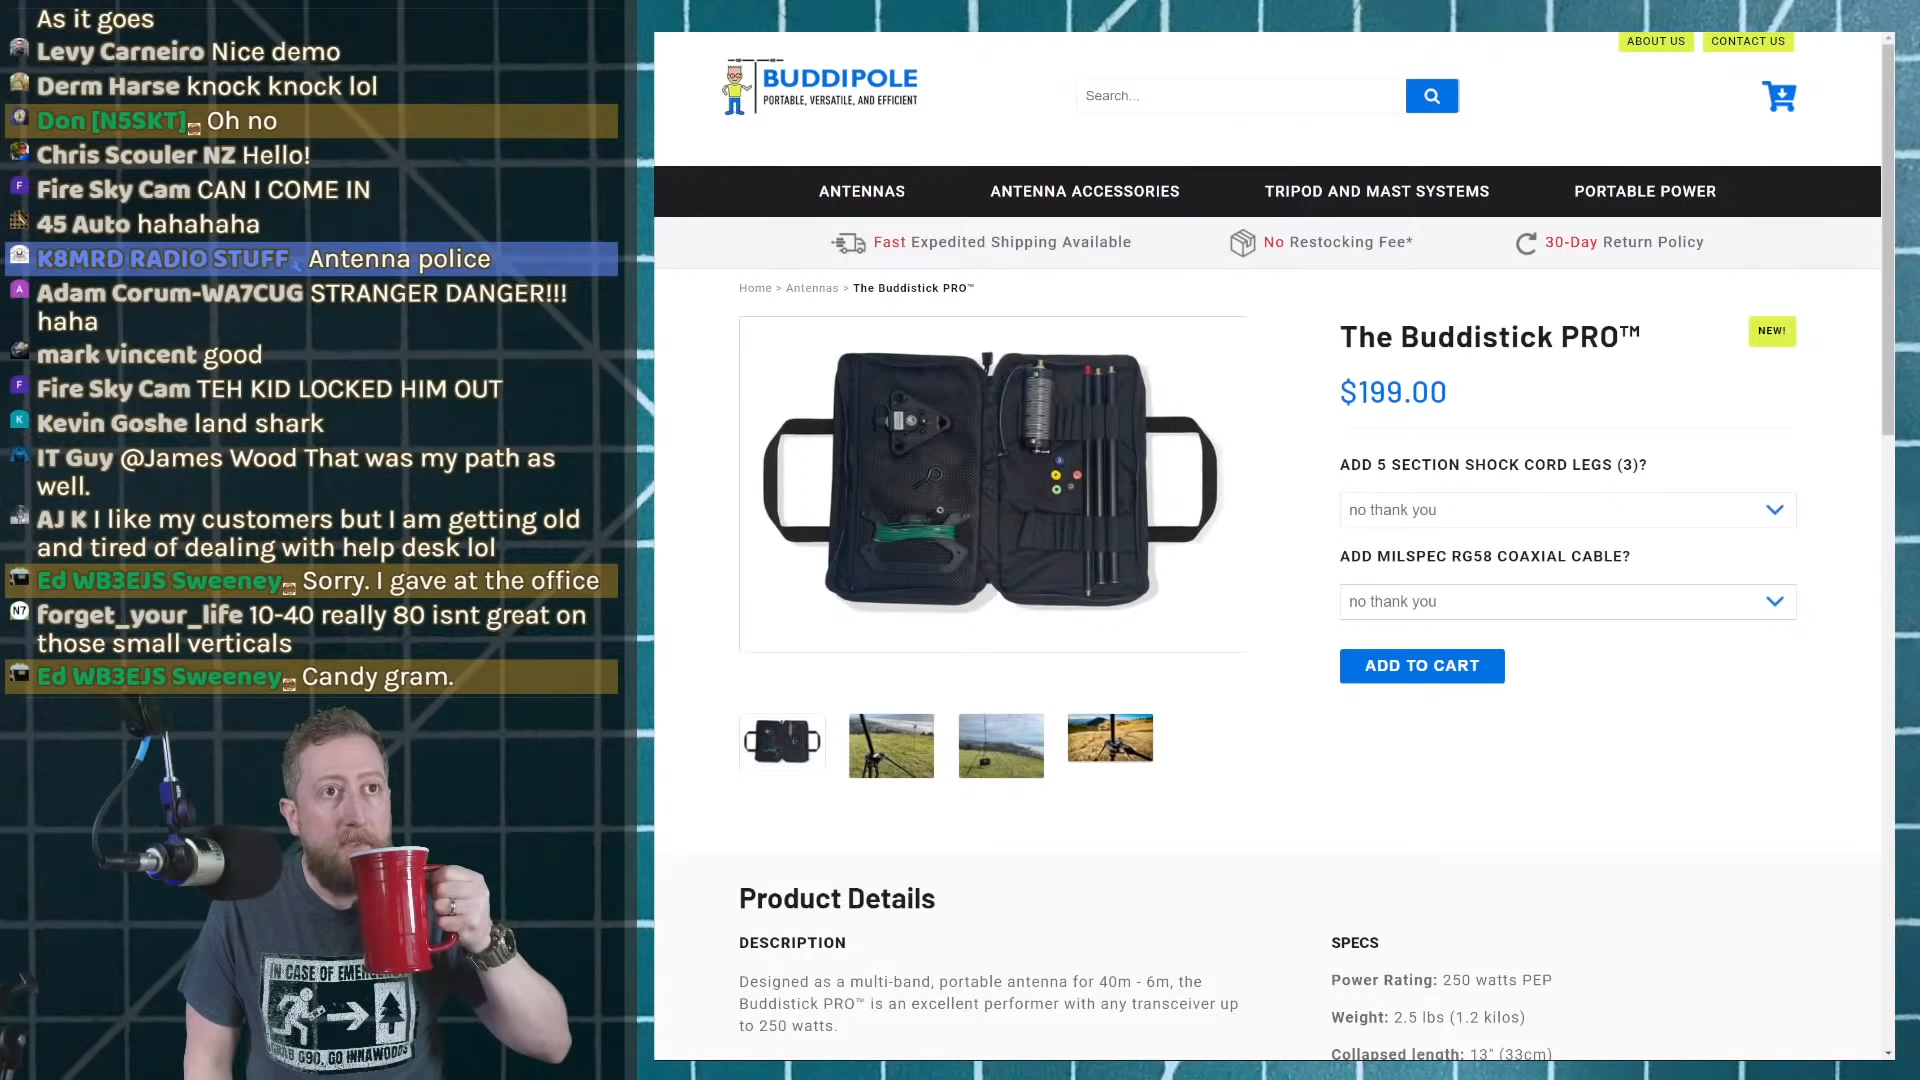 As it goes
Levy Carneiro Nice demo
Derm Harse knock knock lol
Don [N5SKT] Oh no
Chris Scouler NZ Hello!
F Fire Sky Cam CAN I COME IN
45 Auto hahahaha
K8MRD RADIO STUFF Antenna police
A Adam Corum-WA7CUG STRANGER DANGER!!!
haha
mark vincent good
F Fire Sky Cam TEH KID LOCKED HIM OUT
K Kevin Goshe land shark
IT Guy @James Wood That was my path as
well.
AJ K I like my customers but I am getting old
and tired of dealing with help desk lol
Ed WB3EJS Sweeney Sorry. I gave at the office
N7 forget_your_life 10-40 really 80 isnt great on
those small verticals
Ed WB3EJS Sweeney Candy gram.
IN CASE OF
GRAB G90, GO INNAWOODS
ABOUT US
CONTACT US
BUDDIPOLE
PORTABLE, VERSATILE, AND EFFICIENT
Search...
ANTENNAS
ANTENNA ACCESSORIES
TRIPOD AND MAST SYSTEMS
PORTABLE POWER
Fast Expedited Shipping Available
No Restocking Fee*
30-Day Return Policy
Home > Antennas > The Buddistick PRO™
The Buddistick PRO™
NEW!
$199.00
ADD 5 SECTION SHOCK CORD LEGS (3)?
no thank you
ADD MILSPEC RG58 COAXIAL CABLE?
no thank you
ADD TO CART
Product Details
DESCRIPTION
Designed as a multi-band, portable antenna for 40m - 6m, the
Buddistick PRO™ is an excellent performer with any transceiver up
to 250 watts.
SPECS
Power Rating: 250 watts PEP
Weight: 2.5 lbs (1.2 kilos)
Collapsed length: 13" (33cm)